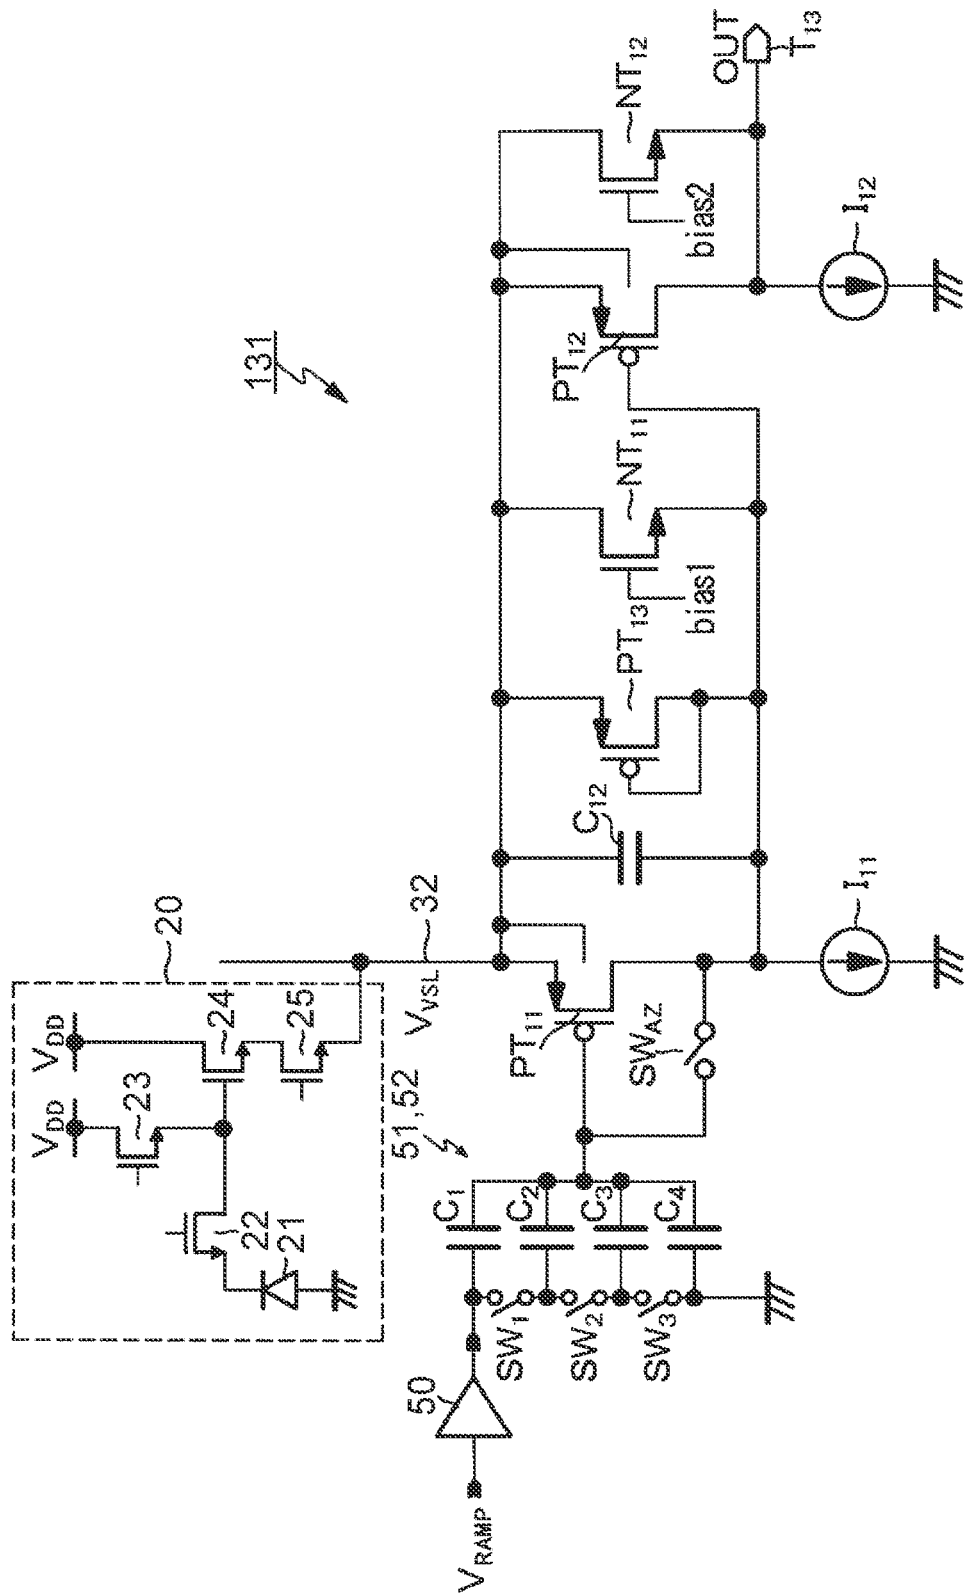 131
20
V_DD
V_DD
23
24
22
25
21
51, 52
V_VSL
32
V_RAMP
50
C_1
C_2
C_3
C_4
SW_1
SW_2
SW_3
PT_11
SW_AZ
I_11
C_12
PT_13
bias1
NT_11
PT_12
bias2
NT_12
I_12
OUT
T_13